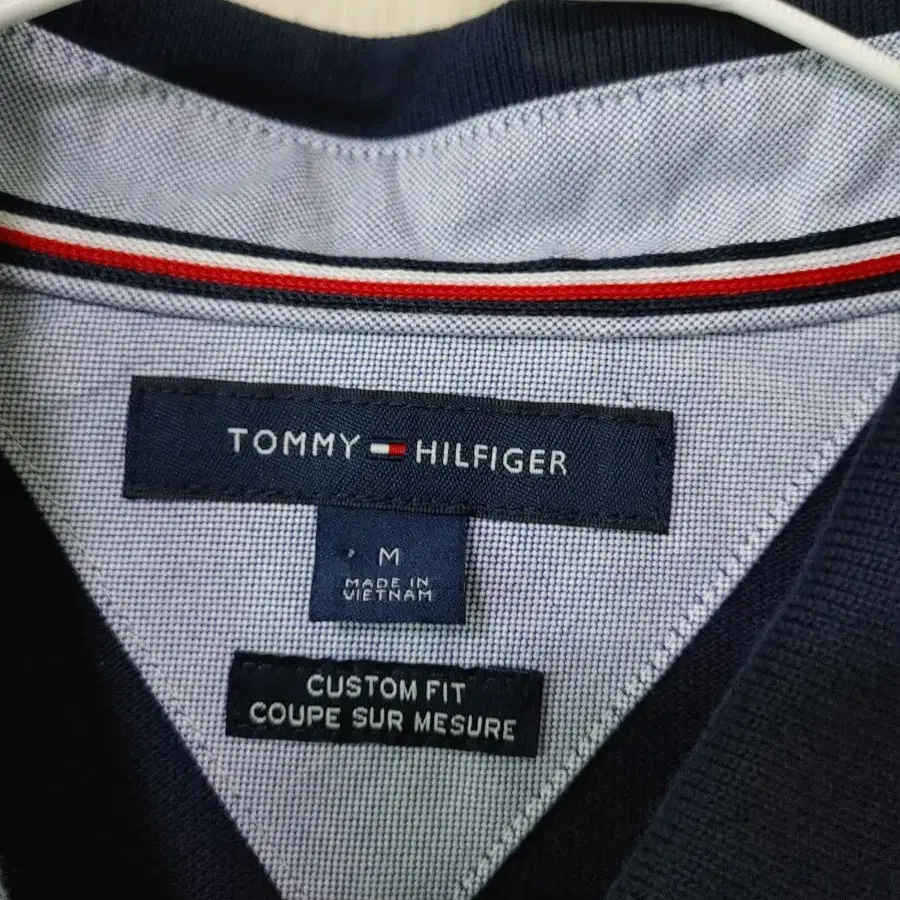 TOMMY HILFIGER
M
MADE IN
VIETNAM
CUSTOM FIT
COUPE SUR MESURE